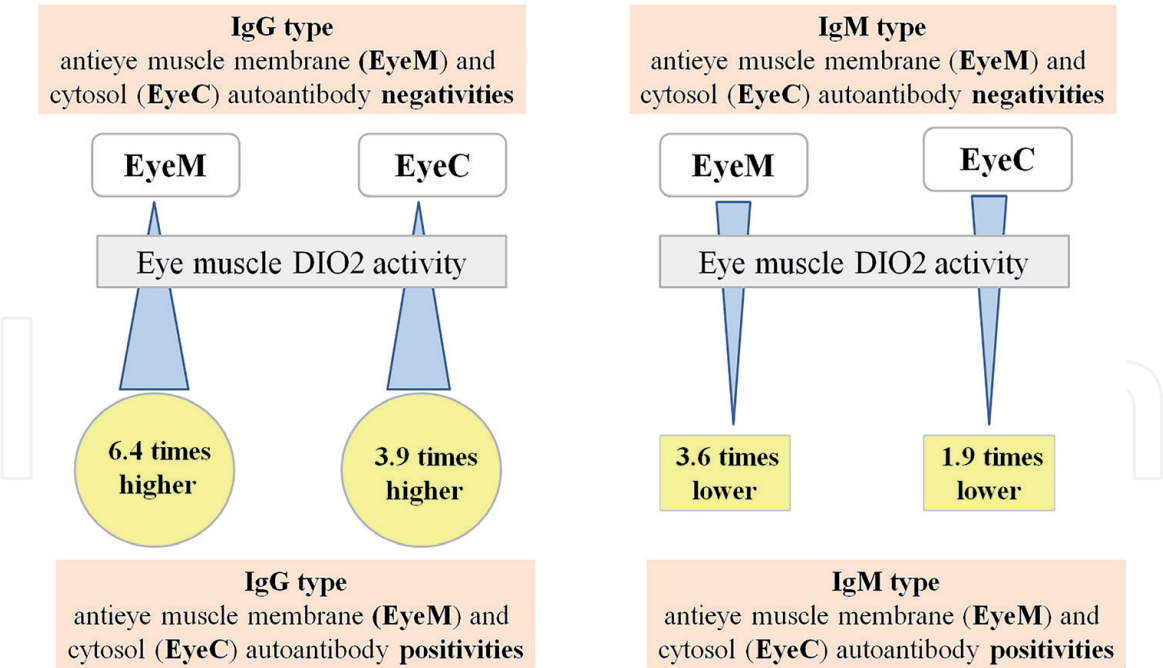 IgG type
antieye muscle membrane (EyeM) and
cytosol (EyeC) autoantibody negativities
EyeM
EyeC
Eye muscle DIO2 activity
6.4 times
higher
3.9 times
higher
IgG type
antieye muscle membrane (EyeM) and
cytosol (EyeC) autoantibody positivities
IgM type
antieye muscle membrane (EyeM) and
cytosol (EyeC) autoantibody negativities
EyeM
EyeC
Eye muscle DIO2 activity
3.6 times
lower
1.9 times
lower
IgM type
antieye muscle membrane (EyeM) and
cytosol (EyeC) autoantibody positivities